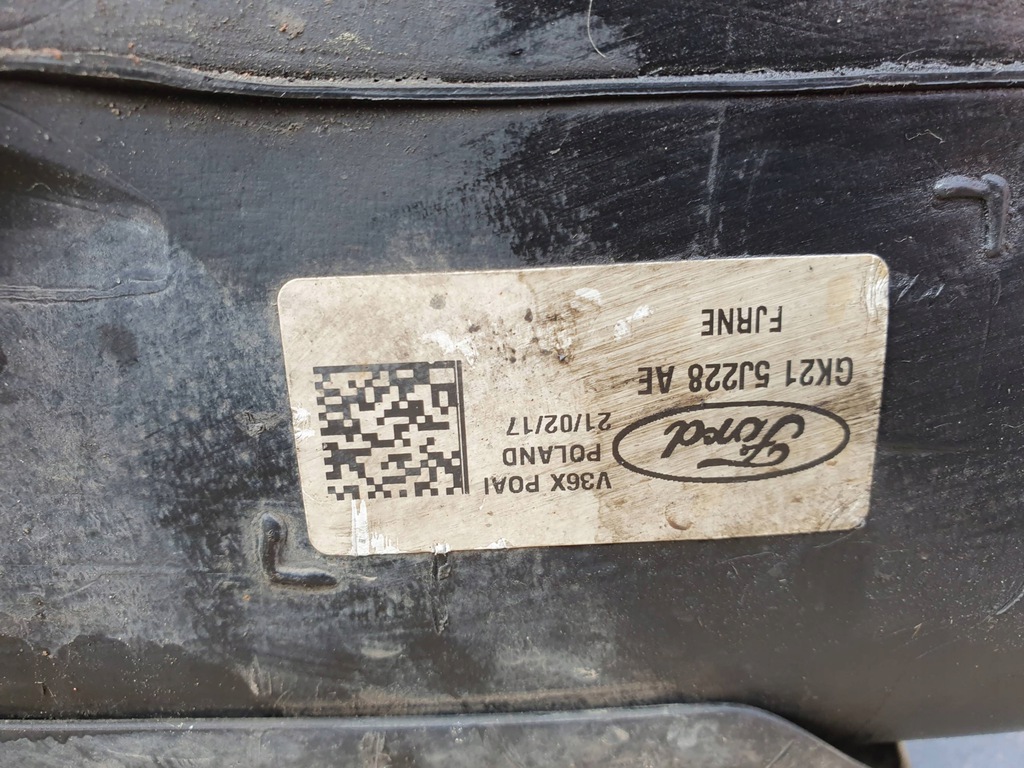 Ford
V36X POAI
POLAND
21/02/17
GK21 5J228 AE
FJRNE